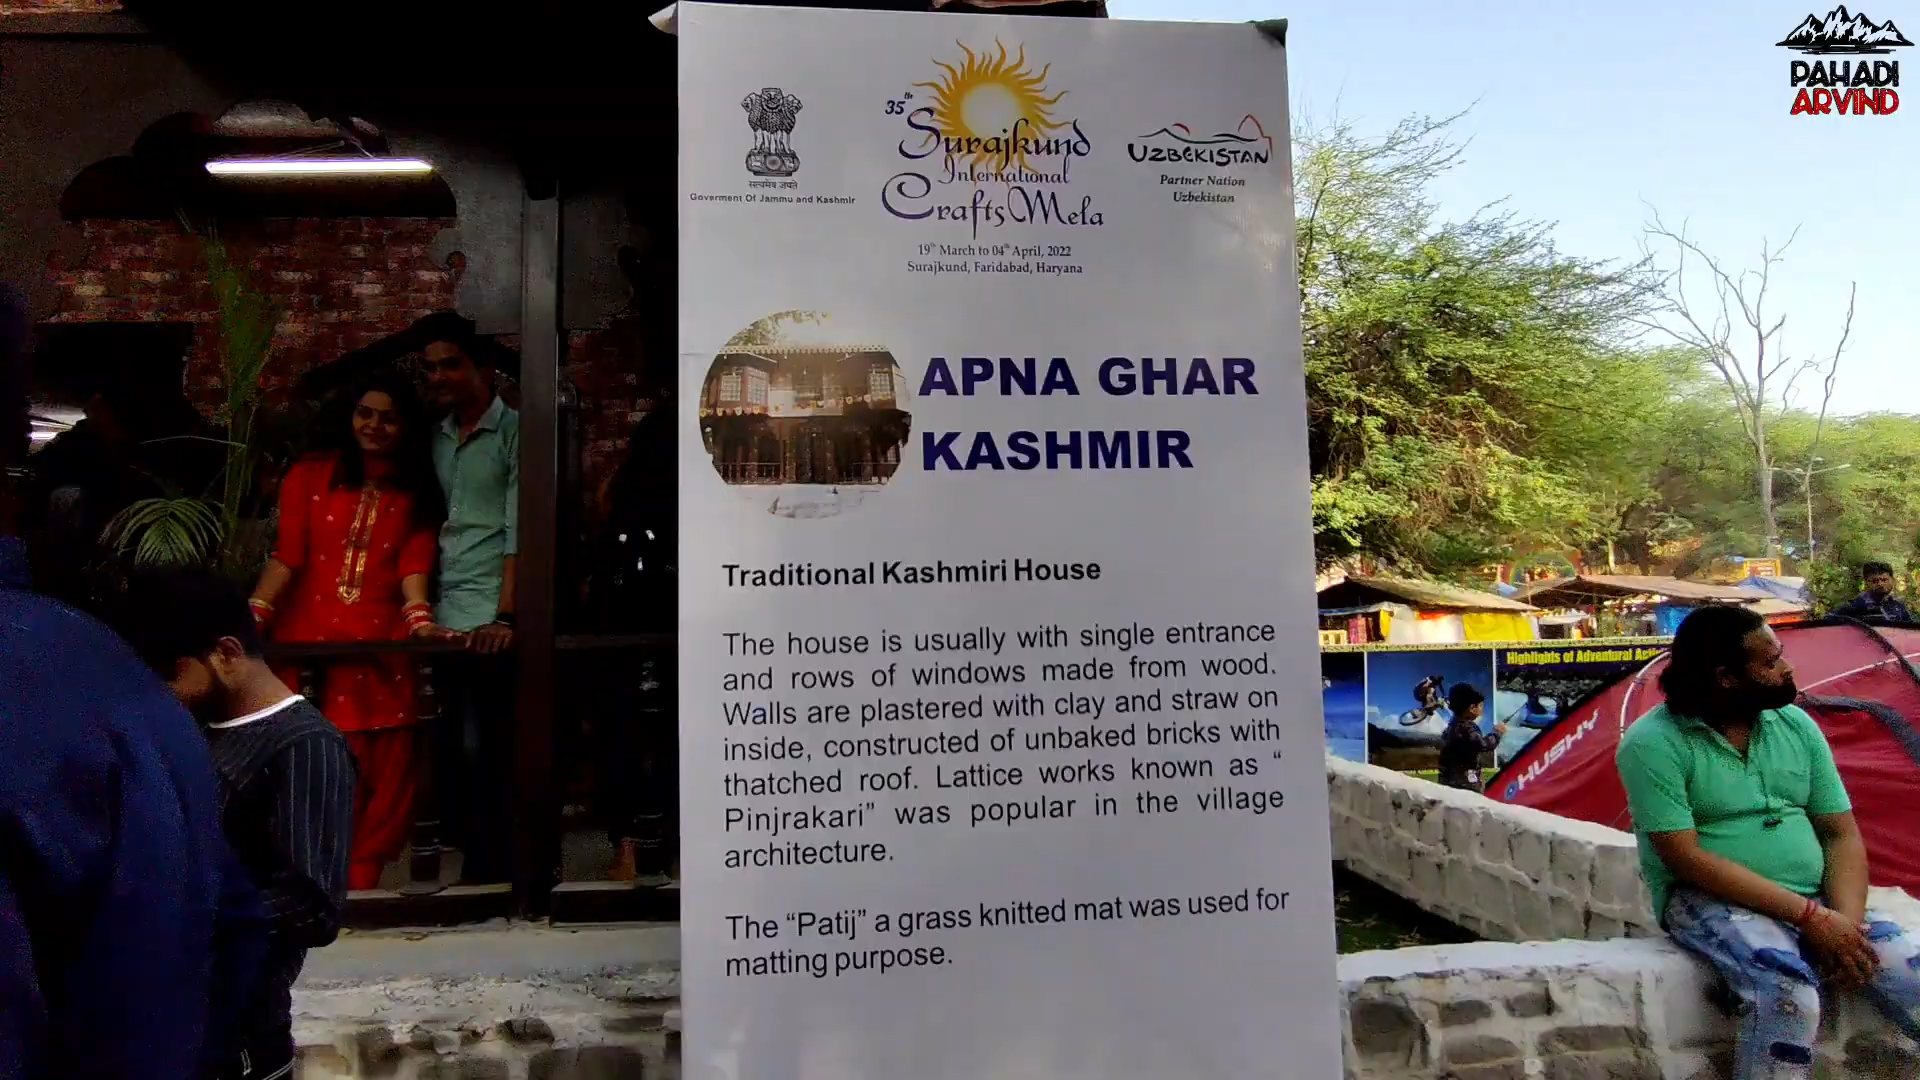 PAHADI
ARVIND
35th
Surajkund
International
Crafts Mela
सत्यमेव जयते
Goverment Of Jammu and Kashmir
UZBEKISTAN
Partner Nation
Uzbekistan
19th March to 04th April, 2022
Surajkund, Faridabad, Haryana
APNA GHAR
KASHMIR
Traditional Kashmiri House
The house is usually with single entrance
and rows of windows made from wood.
Walls are plastered with clay and straw on
inside, constructed of unbaked bricks with
thatched roof. Lattice works known as “
Pinjrakari” was popular in the village
architecture.
The “Patij” a grass knitted mat was used for
matting purpose.
Highlights of Adventural
HUSHY